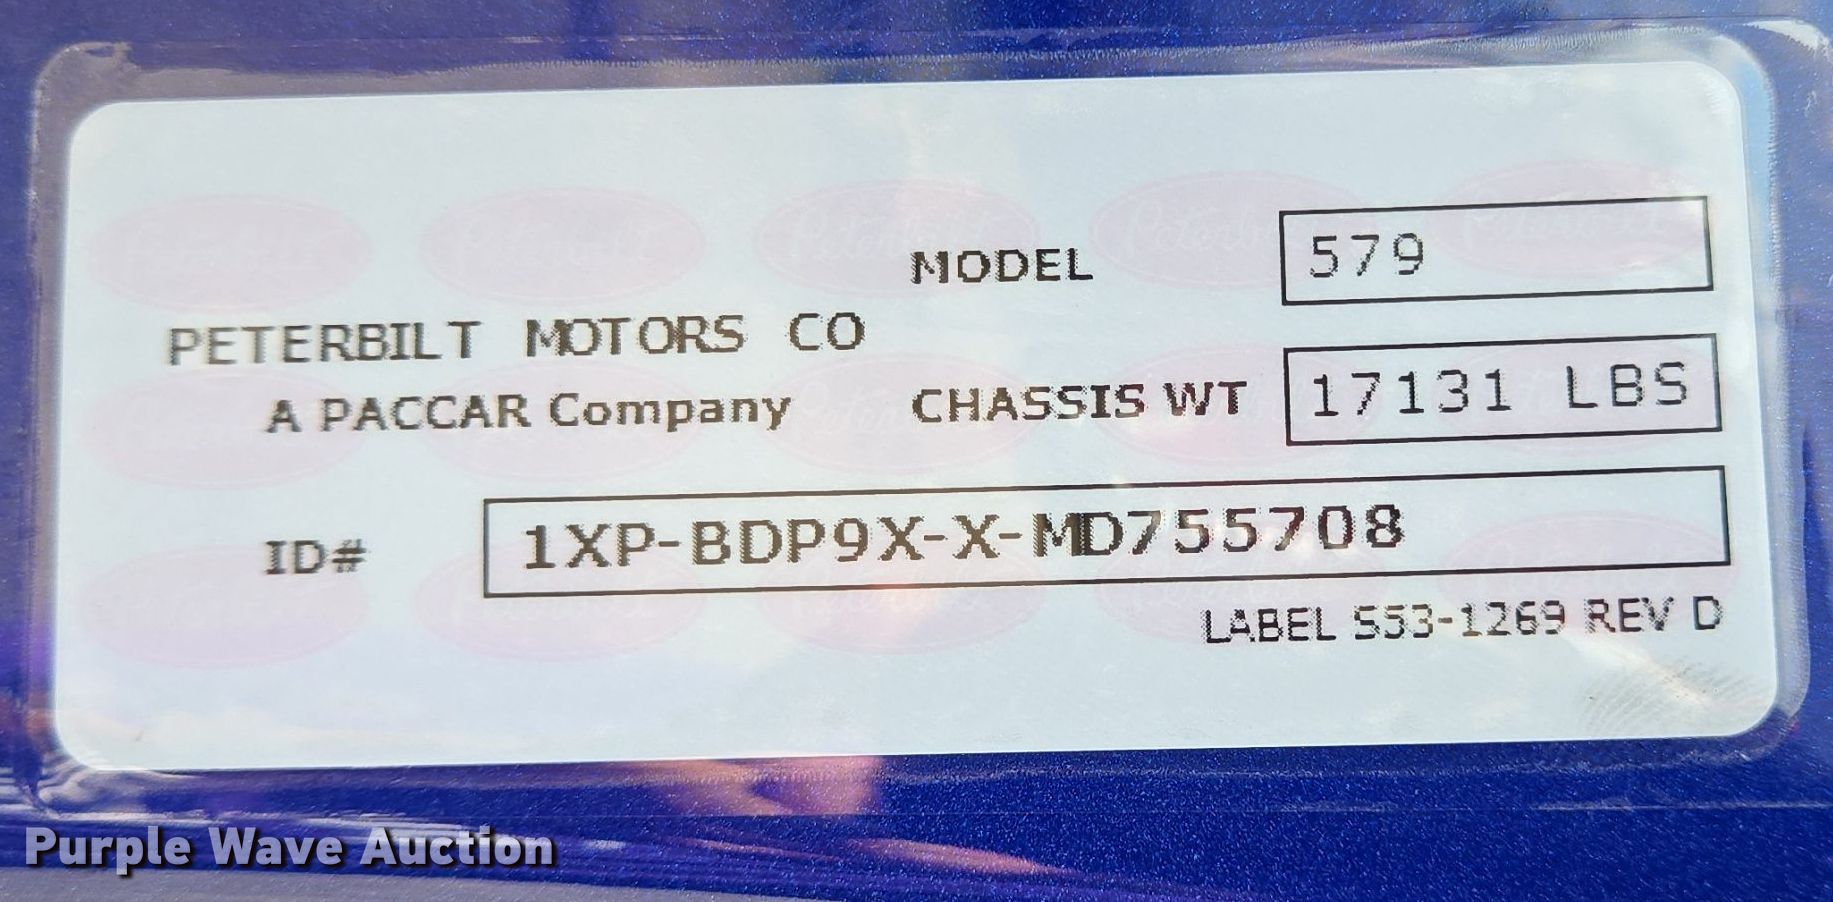 MODEL 579
PETERBILT MOTORS CO
A PACCAR Company CHASSIS WT 17131 LBS
ID# 1XP-BDP9X-X-MD755708
LABEL S53-1269 REV D
Purple Wave Auction